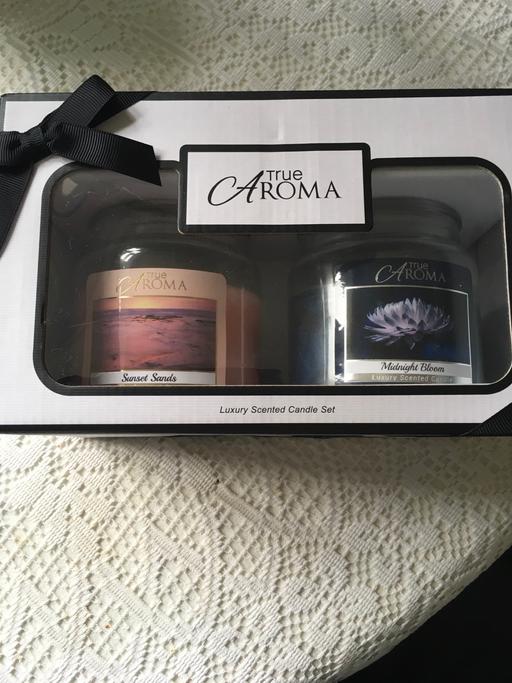 True
AROMA
True
AROMA
Sunset Sands
True
AROMA
Midnight Bloom
Luxury Scented Candle
Luxury Scented Candle Set